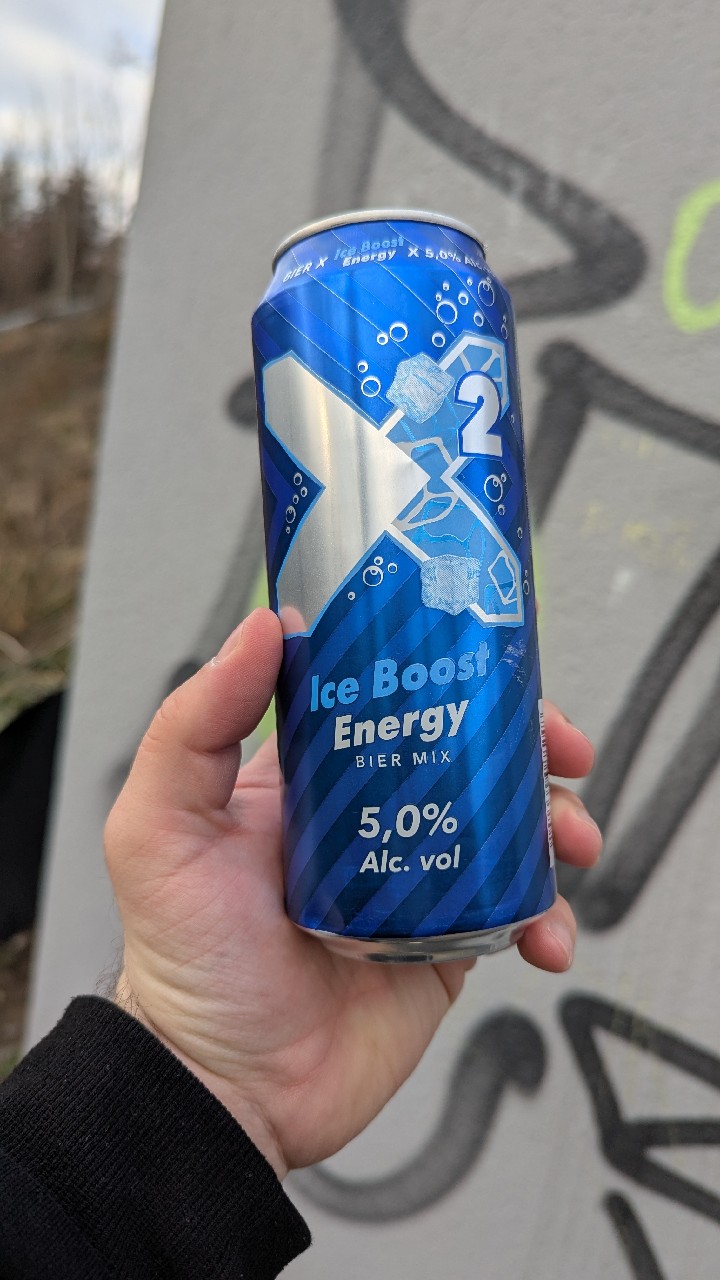 BIER X Ice Boost Energy X 5,0% Alc.
X
2
Ice Boost
Energy
BIER MIX
5,0%
Alc. vol